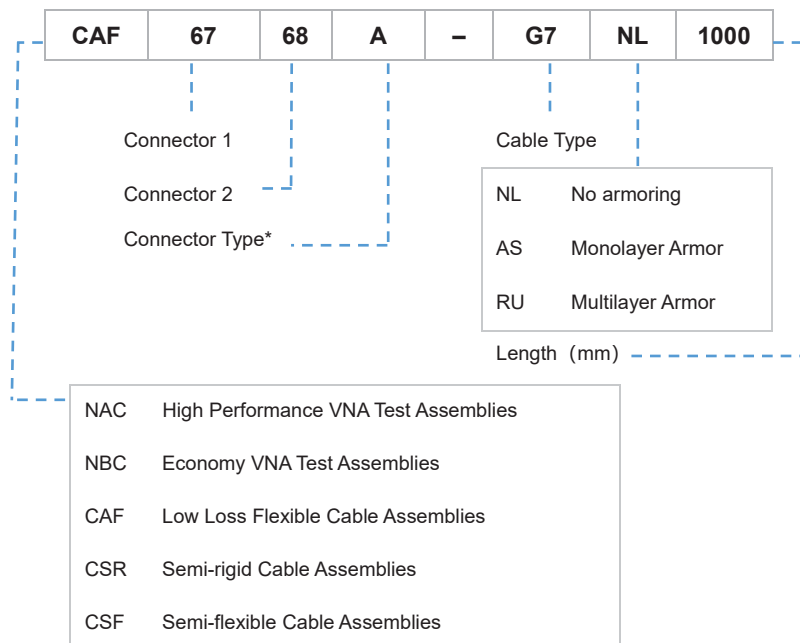 CAF 67 68 A – G7 NL 1000
Connector 1
Cable Type
Connector 2
Connector Type*
NL No armoring
AS Monolayer Armor
RU Multilayer Armor
Length（mm）
NAC High Performance VNA Test Assemblies
NBC Economy VNA Test Assemblies
CAF Low Loss Flexible Cable Assemblies
CSR Semi-rigid Cable Assemblies
CSF Semi-flexible Cable Assemblies